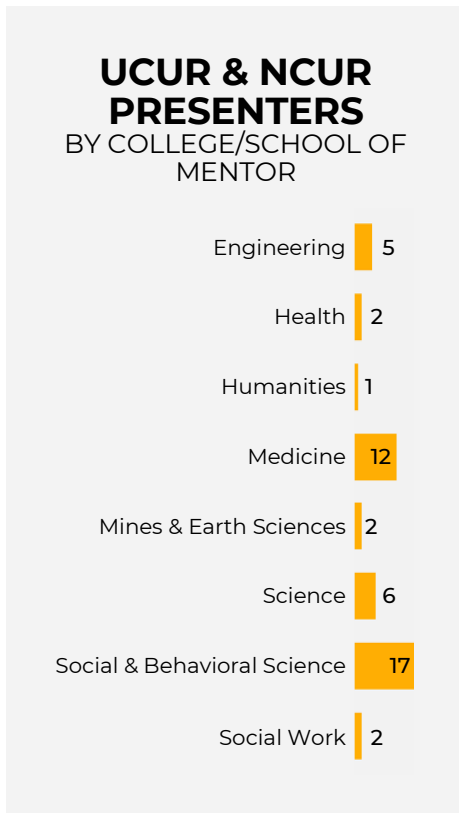 UCUR & NCUR
PRESENTERS
BY COLLEGE/SCHOOL OF
MENTOR
Engineering 5
Health 2
Humanities 1
Medicine 12
Mines & Earth Sciences 2
Science 6
Social & Behavioral Science 17
Social Work 2